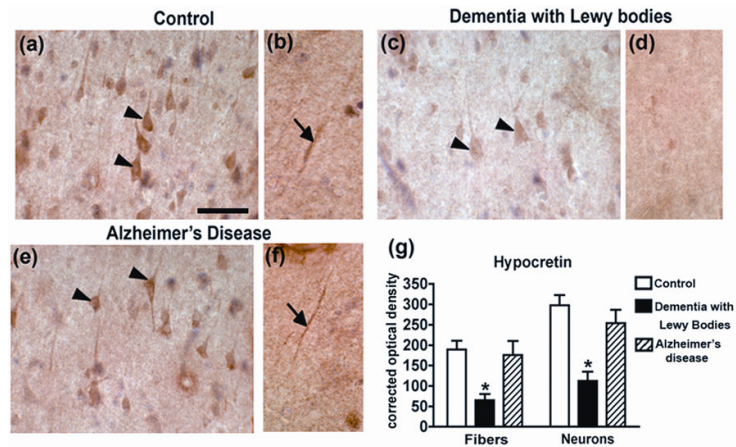 Control
Dementia with Lewy bodies
(a)
(b)
(c)
(d)
Alzheimer's Disease
(e)
(f)
(g)
Hypocretin
corrected optical density
350
300
250
200
150
100
50
0
*
*
Fibers
Neurons
Control
Dementia with
Lewy Bodies
Alzheimer's
disease